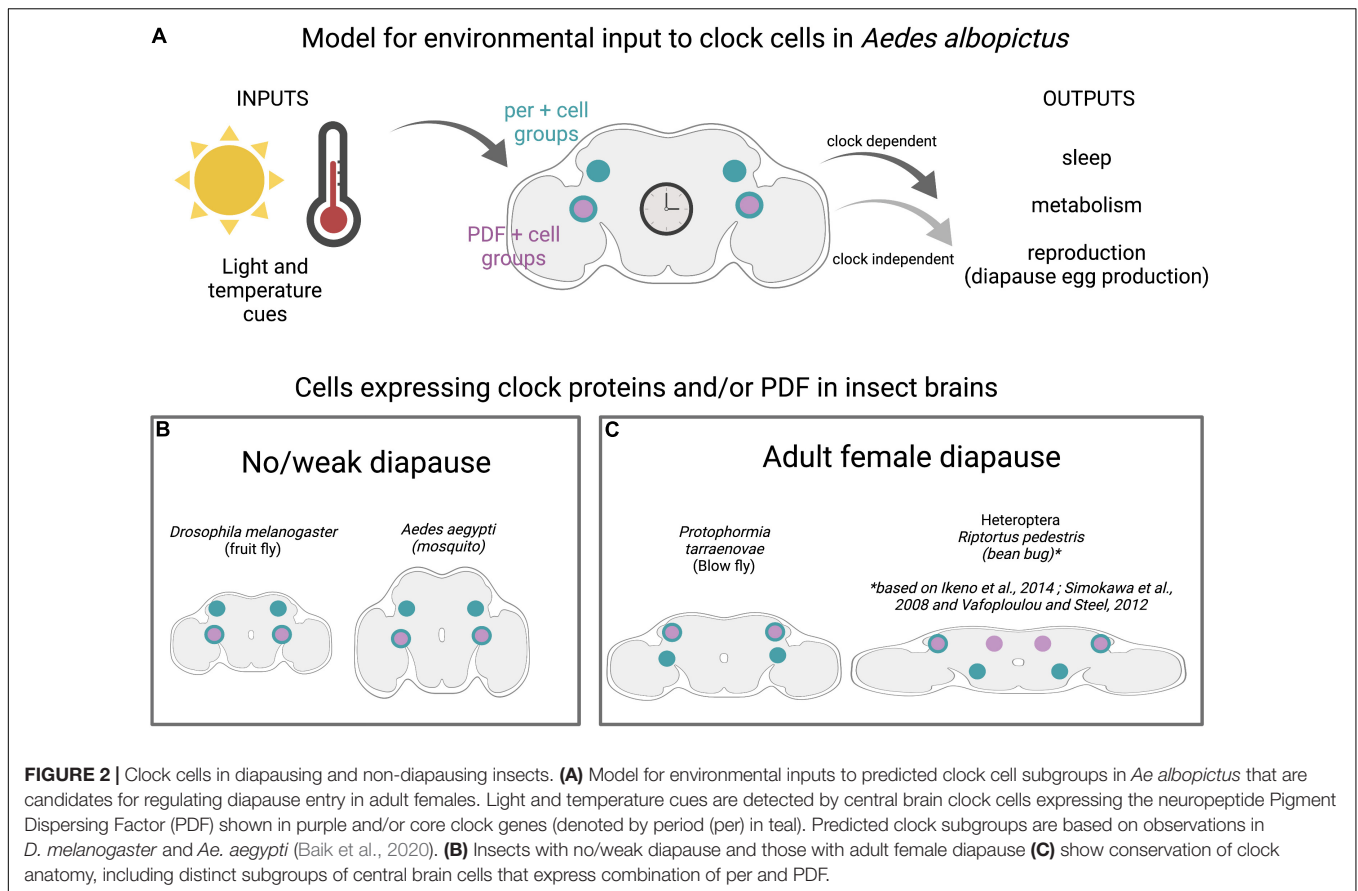 A
Model for environmental input to clock cells in Aedes albopictus
INPUTS
Light and
temperature
cues
per + cell
groups
PDF + cell
groups
clock dependent
clock independent
OUTPUTS
sleep
metabolism
reproduction
(diapause egg production)
Cells expressing clock proteins and/or PDF in insect brains
B
No/weak diapause
Drosophila melanogaster
(fruit fly)
Aedes aegypti
(mosquito)
C
Adult female diapause
Protophormia
tarraenovae
(Blow fly)
Heteroptera
Riptortus pedestris
(bean bug)*
*based on Ikeno et al., 2014 ; Simokawa et al.,
2008 and Vafoploulou and Steel, 2012
FIGURE 2 | Clock cells in diapausing and non-diapausing insects. (A) Model for environmental inputs to predicted clock cell subgroups in Ae albopictus that are
candidates for regulating diapause entry in adult females. Light and temperature cues are detected by central brain clock cells expressing the neuropeptide Pigment
Dispersing Factor (PDF) shown in purple and/or core clock genes (denoted by period (per) in teal). Predicted clock subgroups are based on observations in
D. melanogaster and Ae. aegypti (Baik et al., 2020). (B) Insects with no/weak diapause and those with adult female diapause (C) show conservation of clock
anatomy, including distinct subgroups of central brain cells that express combination of per and PDF.